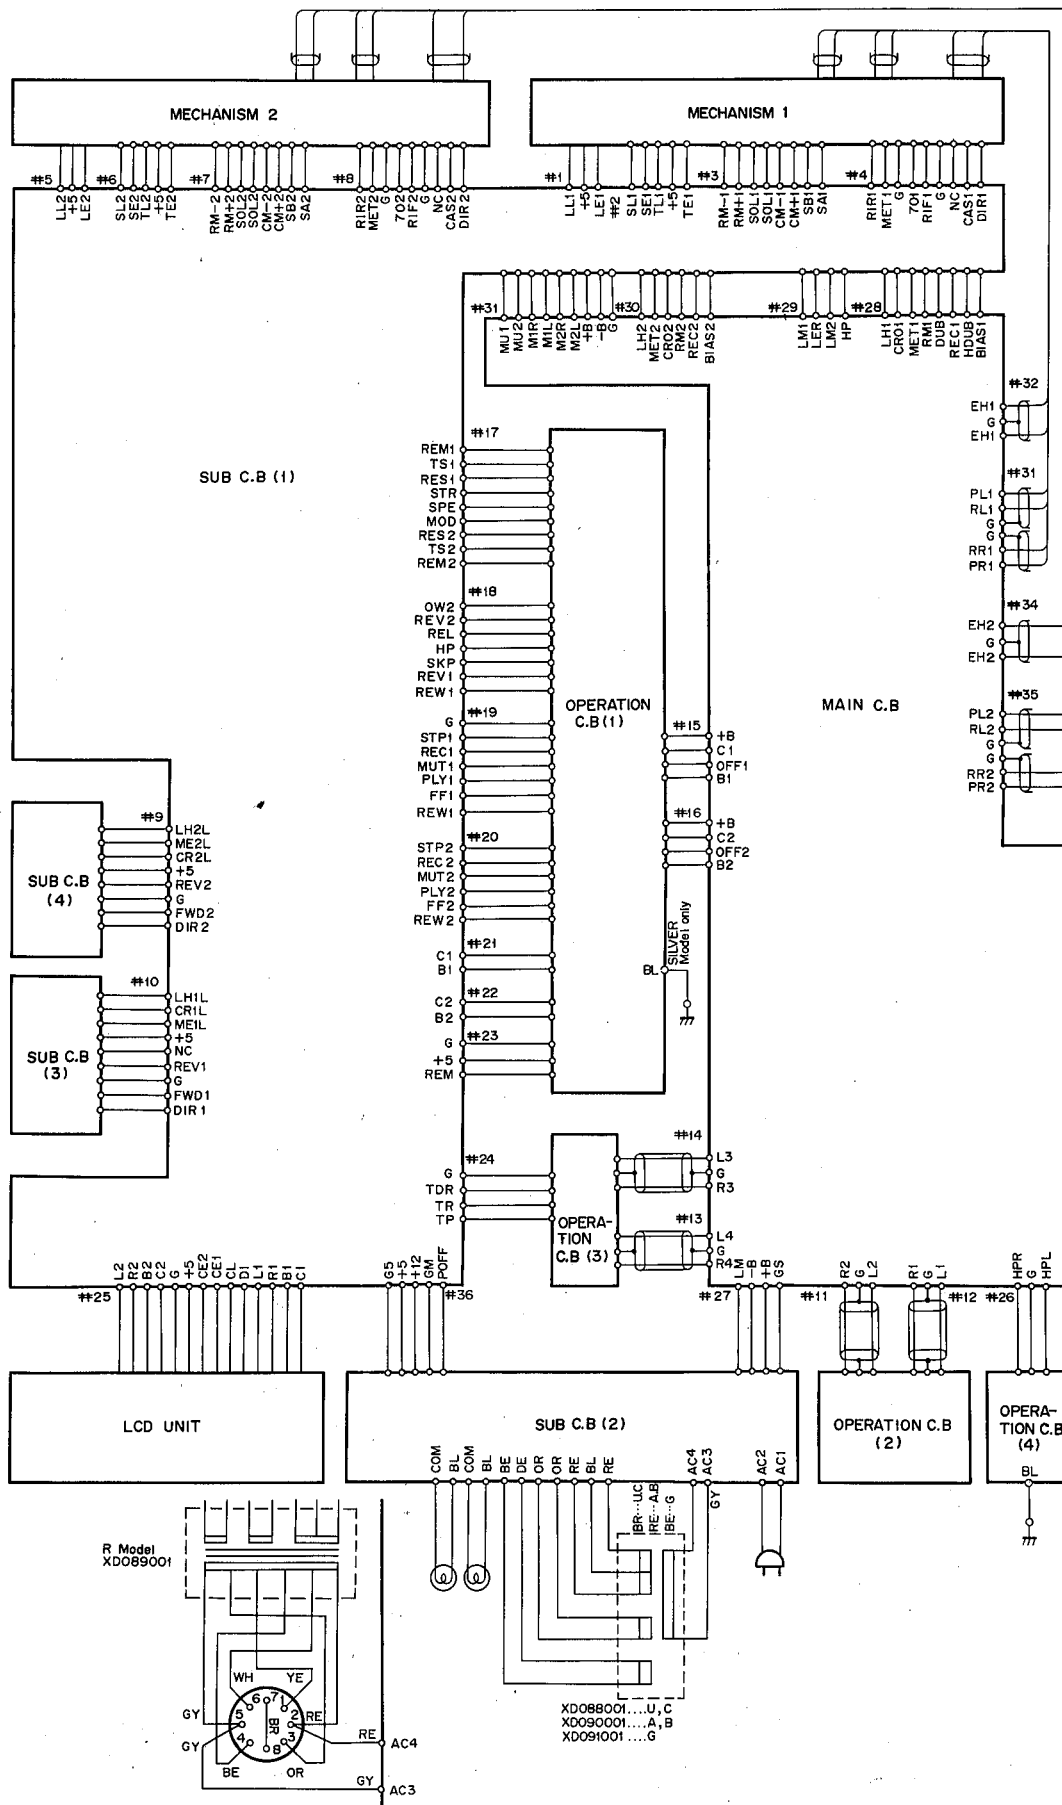 MECHANISM 2
MECHANISM 1
#5
LL2
+5
LE2
#6
SL2
SE2
TL2
+5
TE2
#7
RM-2
RM+2
SOL2
SOL2
CM-2
CM+2
SB2
SA2
#8
RIR2
MET2
G
702
RIF2
G
NC
CAS2
DIR2
#1
LL1
+5
LE1
#2
SL1
SE1
TL1
+5
TE1
#3
RM-1
RM+1
SOL1
SOL1
CM-1
CM+1
SB1
SA1
#4
RIR1
MET1
G
701
RIF1
G
NC
CAS1
DIR1
#31
MU1
MU2
M1R
M1L
M2R
M2L
+B
-B
G
#30
LH2
MET2
CRO2
RM2
REC2
BIAS2
#29
LM1
LER
LM2
HP
#28
LH1
CRO1
MET1
RM1
DUB
REC1
HDUB
BIAS1
#32
EH1
G
EH1
#31
PL1
RL1
G
G
RR1
PR1
#34
EH2
G
EH2
#35
PL2
RL2
G
G
RR2
PR2
SUB C.B (1)
MAIN C.B
#17
REM1
TS1
RES1
STR
SPE
MOD
RES2
TS2
REM2
#18
OW2
REV2
REL
HP
SKP
REV1
REW1
#19
G
STP1
REC1
MUT1
PLY1
FF1
REW1
#20
STP2
REC2
MUT2
PLY2
FF2
REW2
#21
C1
B1
#22
C2
B2
#23
G
+5
REM
OPERATION
C.B (1)
#15
+B
C1
OFF1
B1
#16
+B
C2
OFF2
B2
SILVER
Model only
BL
#9
LH2L
ME2L
CR2L
+5
REV2
G
FWD2
DIR2
SUB C.B
(4)
#10
LH1L
CR1L
ME1L
+5
NC
REV1
G
FWD1
DIR1
SUB C.B
(3)
#24
G
TDR
TR
TP
OPERA-
TION
C.B (3)
#14
L3
G
R3
#13
L4
G
R4
#25
L2
R2
B2
C2
G
+5
CE2
CE1
CL
D1
L1
R1
B1
C1
G5
+5
+12
GM
POFF
#36
#27
LM
-B
+B
GS
#11
R2
G
L2
R1
G
L1
#12
#26
HPR
G
HPL
LCD UNIT
SUB C.B (2)
OPERATION C.B
(2)
OPERA-
TION C.B
(4)
BL
COM
BL
COM
BL
BE
DE
OR
OR
RE
BL
RE
AC4
AC3
GY
AC2
AC1
BR...U.C
RE...A.B
BE...G
R Model
XD089001
WH
YE
GY
GY
BE
OR
RE
BR
1
2
3
4
5
6
7
8
RE
AC4
GY
AC3
XD088001....U, C
XD090001....A, B
XD091001....G